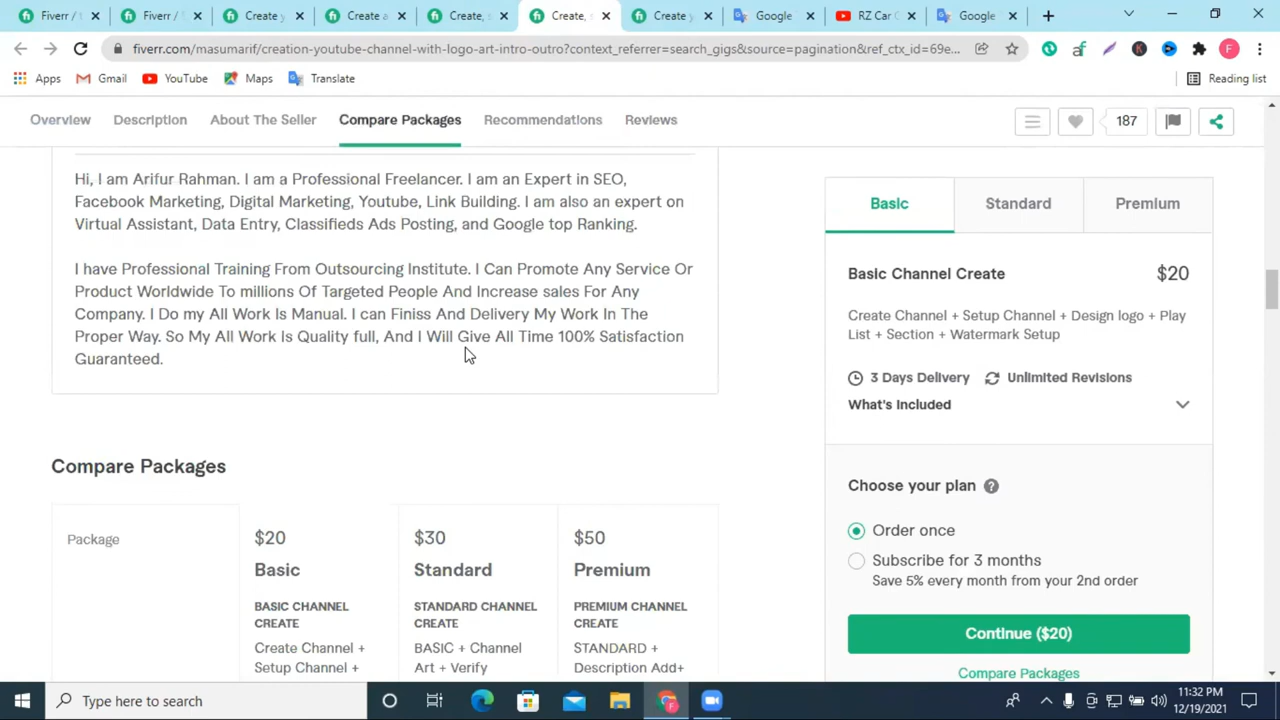 Fiverr /
Fiverr /
Create y
Create a
Create, s
Create, s
Create y
Google
RZ Car C
Google
fiverr.com/masumarif/creation-youtube-channel-with-logo-art-intro-outro?context_referrer=search_gigs&source=pagination&ref_ctx_id=69e...
Apps Gmail YouTube Maps Translate Reading list
Overview Description About The Seller Compare Packages Recommendations Reviews 187
Hi, I am Arifur Rahman. I am a Professional Freelancer. I am an Expert in SEO,
Facebook Marketing, Digital Marketing, Youtube, Link Building. I am also an expert on
Virtual Assistant, Data Entry, Classifieds Ads Posting, and Google top Ranking.
I have Professional Training From Outsourcing Institute. I Can Promote Any Service Or
Product Worldwide To millions Of Targeted People And Increase sales For Any
Company. I Do my All Work Is Manual. I can Finiss And Delivery My Work In The
Proper Way. So My All Work Is Quality full, And I Will Give All Time 100% Satisfaction
Guaranteed.
Compare Packages
Package
$20
Basic
BASIC CHANNEL
CREATE
Create Channel +
Setup Channel +
$30
Standard
STANDARD CHANNEL
CREATE
BASIC + Channel
Art + Verify
$50
Premium
PREMIUM CHANNEL
CREATE
STANDARD +
Description Add+
Basic Standard Premium
Basic Channel Create $20
Create Channel + Setup Channel + Design logo + Play
List + Section + Watermark Setup
3 Days Delivery Unlimited Revisions
What's Included
Choose your plan ?
Order once
Subscribe for 3 months
Save 5% every month from your 2nd order
Continue ($20)
Compare Packages
Type here to search
11:32 PM
12/19/2021